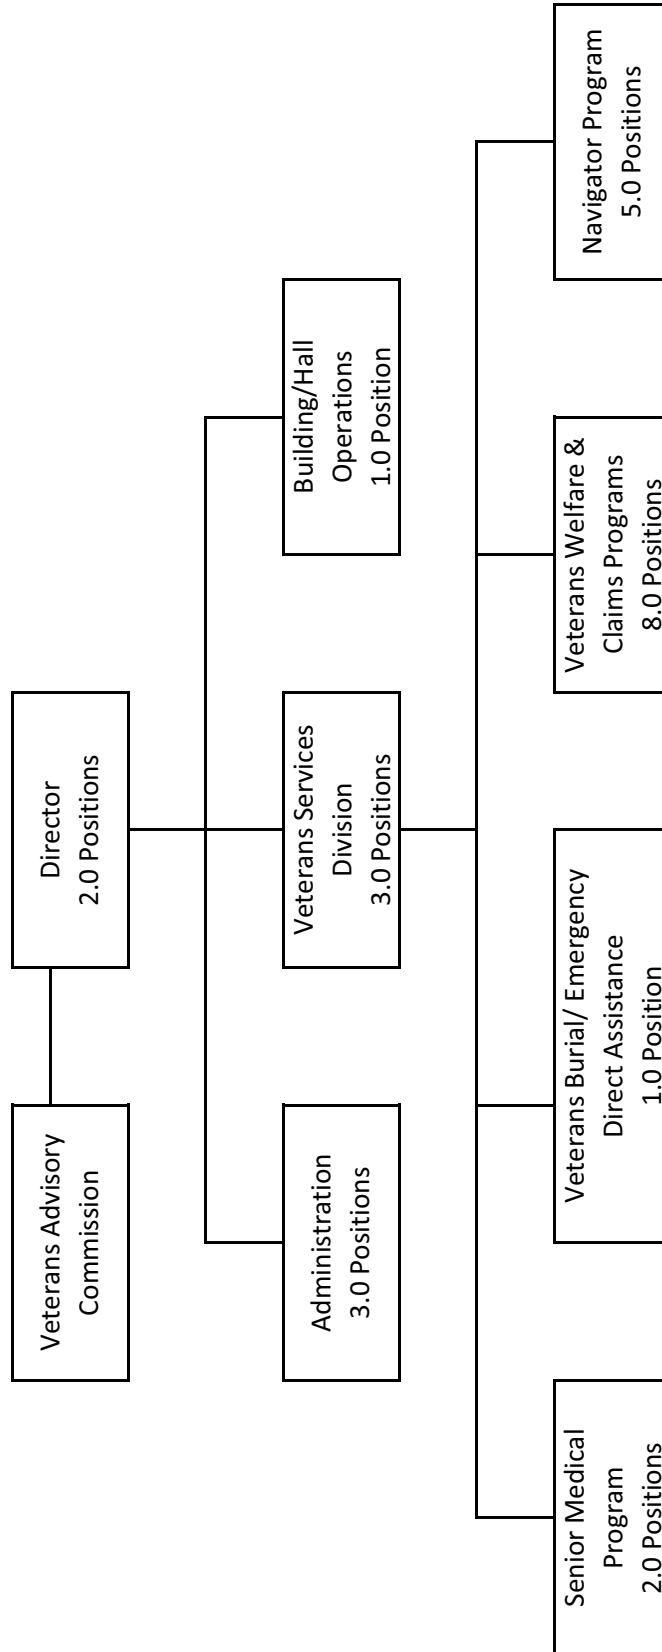 Veterans Advisory
Commission
Director
2.0 Positions
Administration
3.0 Positions
Veterans Services
Division
3.0 Positions
Building/Hall
Operations
1.0 Position
Senior Medical
Program
2.0 Positions
Veterans Burial/ Emergency
Direct Assistance
1.0 Position
Veterans Welfare &
Claims Programs
8.0 Positions
Navigator Program
5.0 Positions